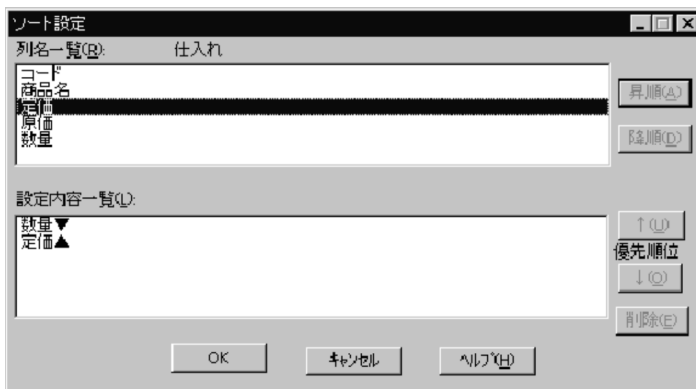 ソート設定
列名一覧(R): 仕入れ
コード
商品名
定価
原価
数量
昇順(A)
降順(D)
設定内容一覧(L):
数量▼
定価▲
↑(U)
優先順位
↓(O)
削除(E)
OK キャンセル ヘルプ(H)